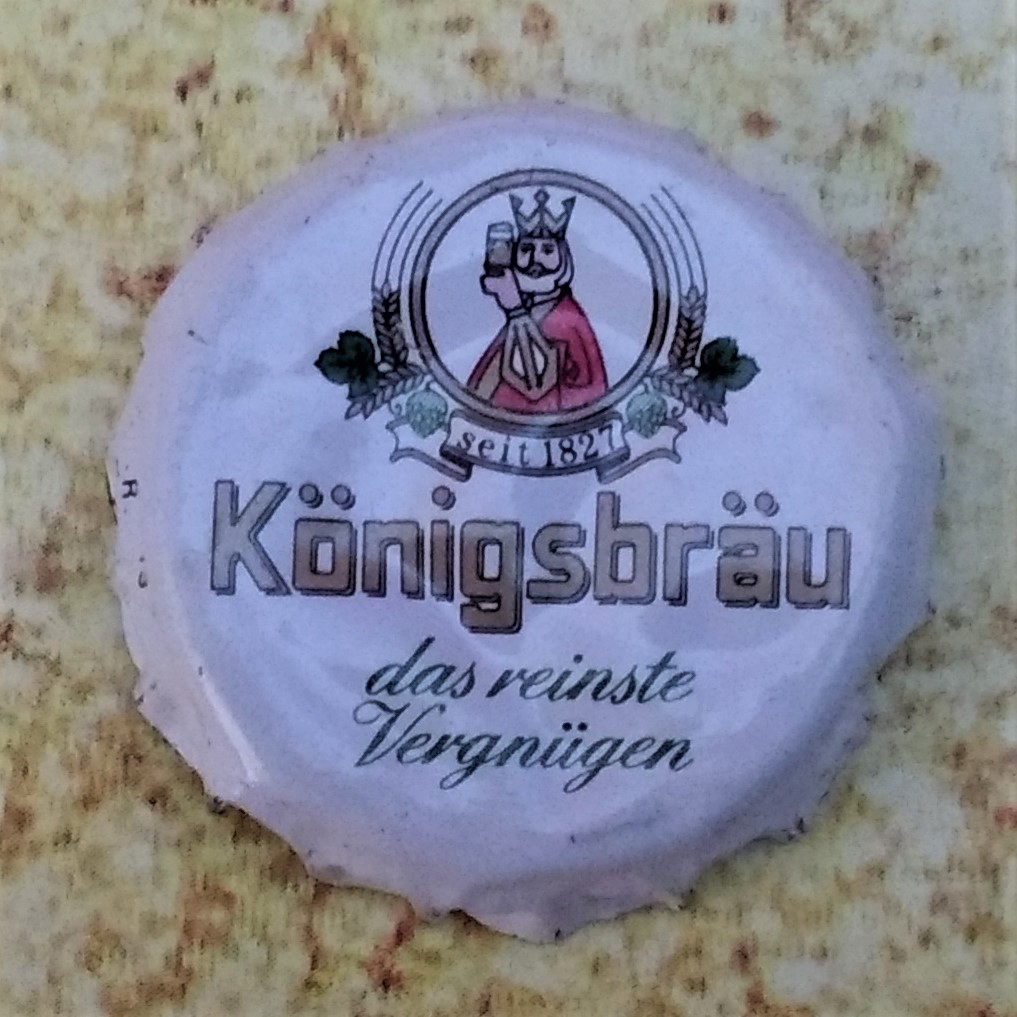 seit 1827
Königsbräu
das reinste
Vergnügen